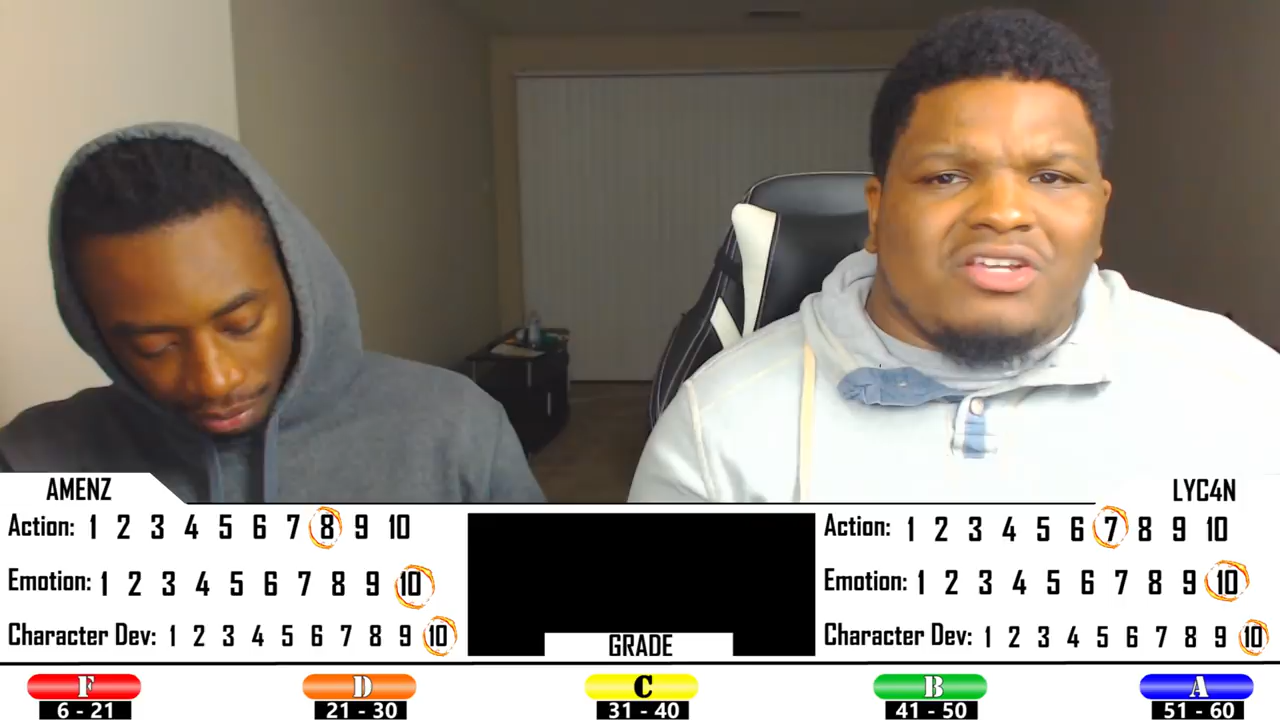 AMENZ
LYC4N
Action: 1 2 3 4 5 6 7 8 9 10
Emotion: 1 2 3 4 5 6 7 8 9 10
Character Dev: 1 2 3 4 5 6 7 8 9 10
Action: 1 2 3 4 5 6 7 8 9 10
Emotion: 1 2 3 4 5 6 7 8 9 10
Character Dev: 1 2 3 4 5 6 7 8 9 10
GRADE
F
D
C
B
A
6 - 21
21 - 30
31 - 40
41 - 50
51 - 60